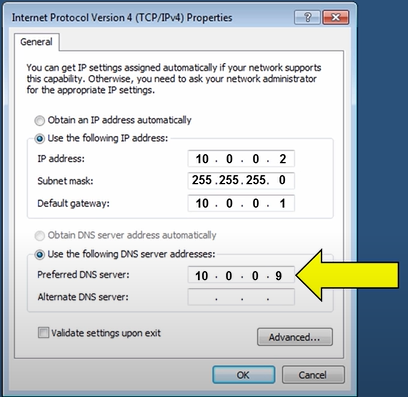 Internet Protocol Version 4 (TCP/IPv4) Properties
General
You can get IP settings assigned automatically if your network supports
this capability. Otherwise, you need to ask your network administrator
for the appropriate IP settings.
Obtain an IP address automatically
Use the following IP address:
IP address: 10 . 0 . 0 . 2
Subnet mask: 255 . 255 . 255 . 0
Default gateway: 10 . 0 . 0 . 1
Obtain DNS server address automatically
Use the following DNS server addresses:
Preferred DNS server: 10 . 0 . 0 . 9
Alternate DNS server: . . .
Validate settings upon exit
Advanced...
OK Cancel